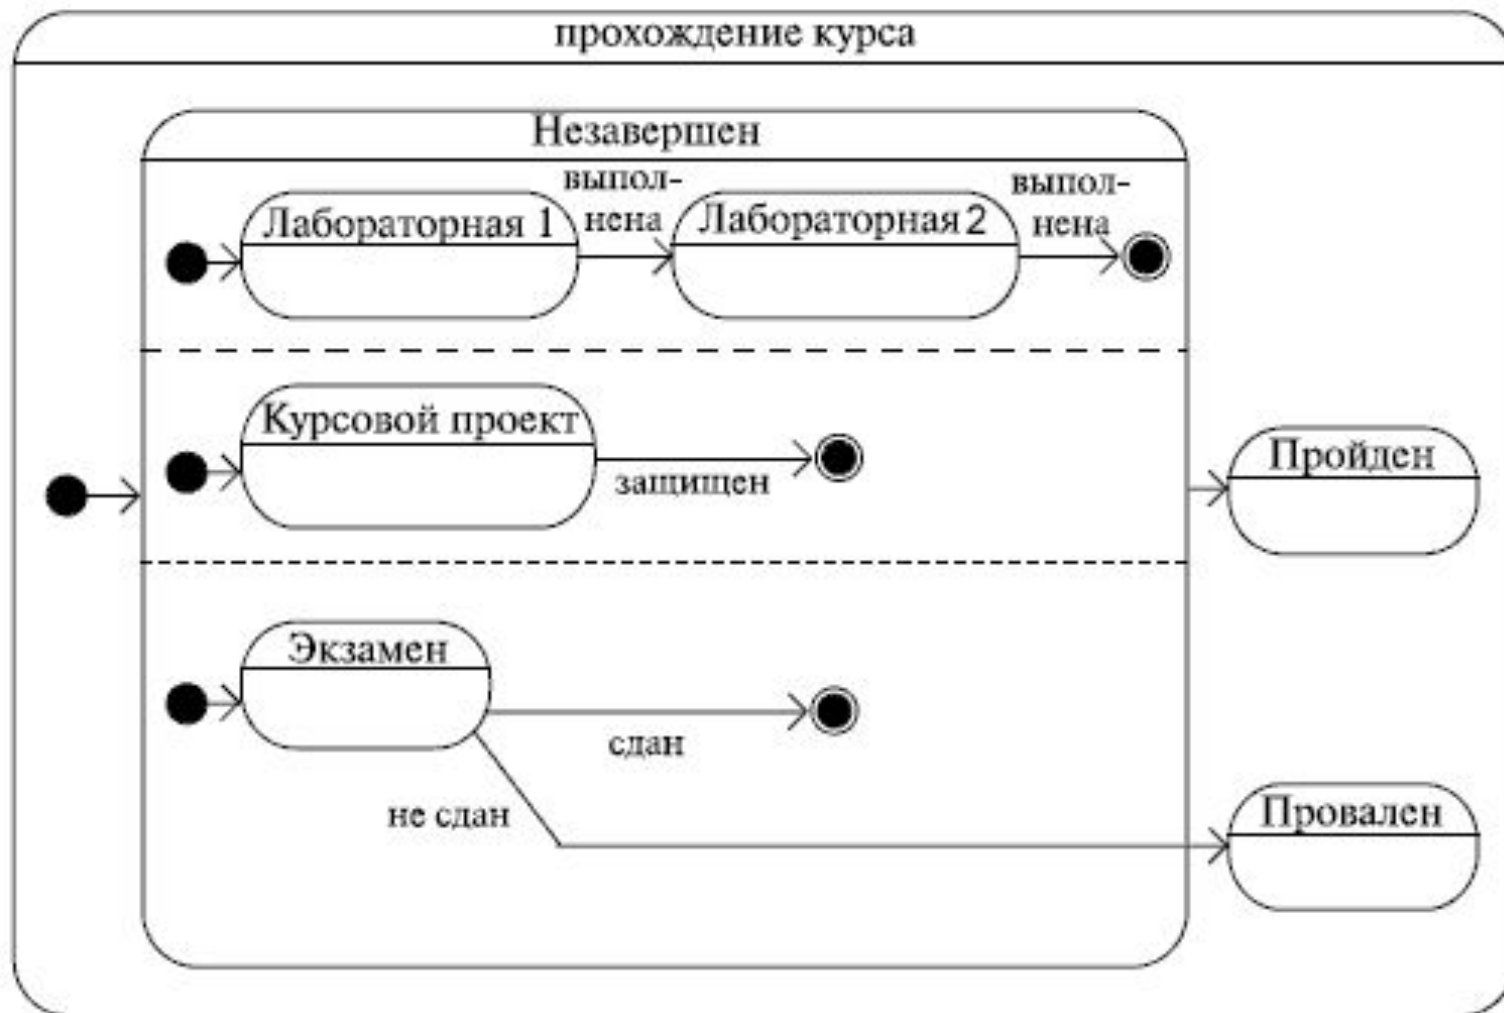 прохождение курса
Незавершен
Лабораторная 1
выпол-
нена
Лабораторная 2
выпол-
нена
Курсовой проект
защищен
Пройден
Экзамен
сдан
не сдан
Провален